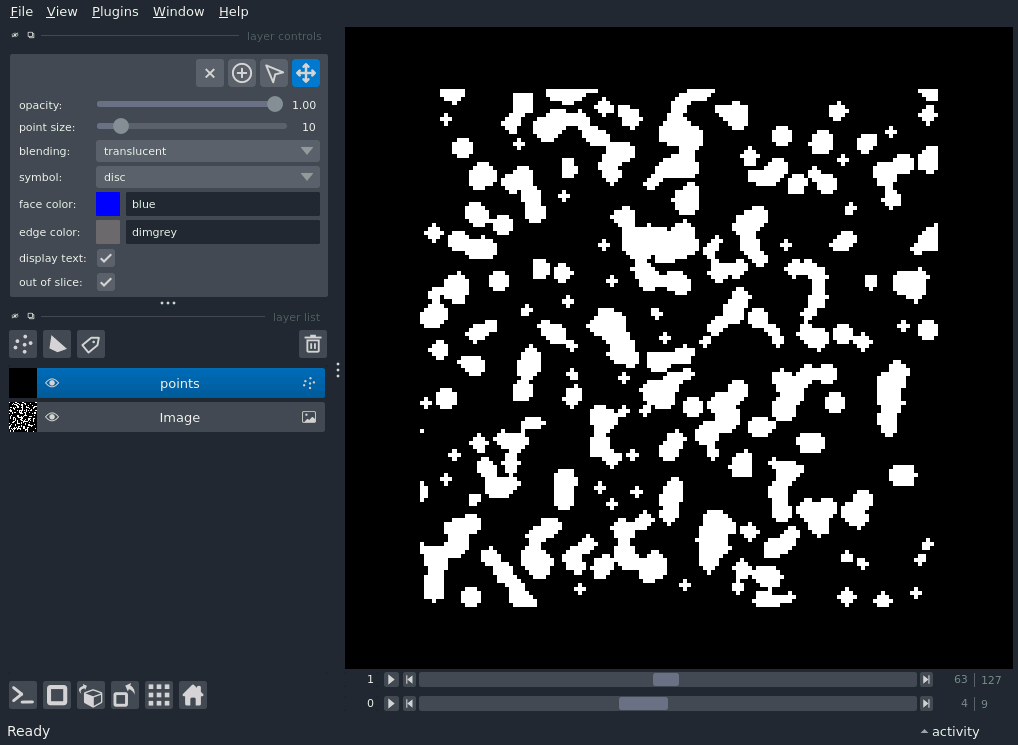 File View Plugins Window Help
layer controls
opacity: 1.00
point size: 10
blending: translucent
symbol: disc
face color: blue
edge color: dimgrey
display text:
out of slice:
layer list
points
Image
1 63 127
0 4 9
Ready activity